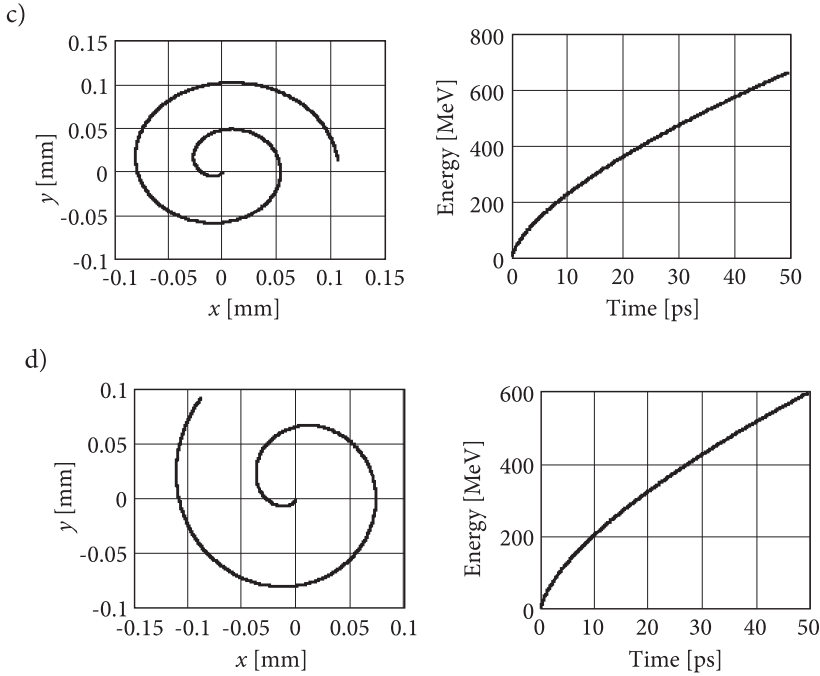 c)
0.15
0.1
0.05
0
-0.05
-0.1
y [mm]
-0.1 -0.05 0 0.05 0.1 0.15
x [mm]
800
600
400
200
0
Energy [MeV]
0 10 20 30 40 50
Time [ps]
d)
0.1
0.05
0
-0.05
-0.1
y [mm]
-0.15 -0.1 -0.05 0 0.05 0.1
x [mm]
600
400
200
0
Energy [MeV]
0 10 20 30 40 50
Time [ps]